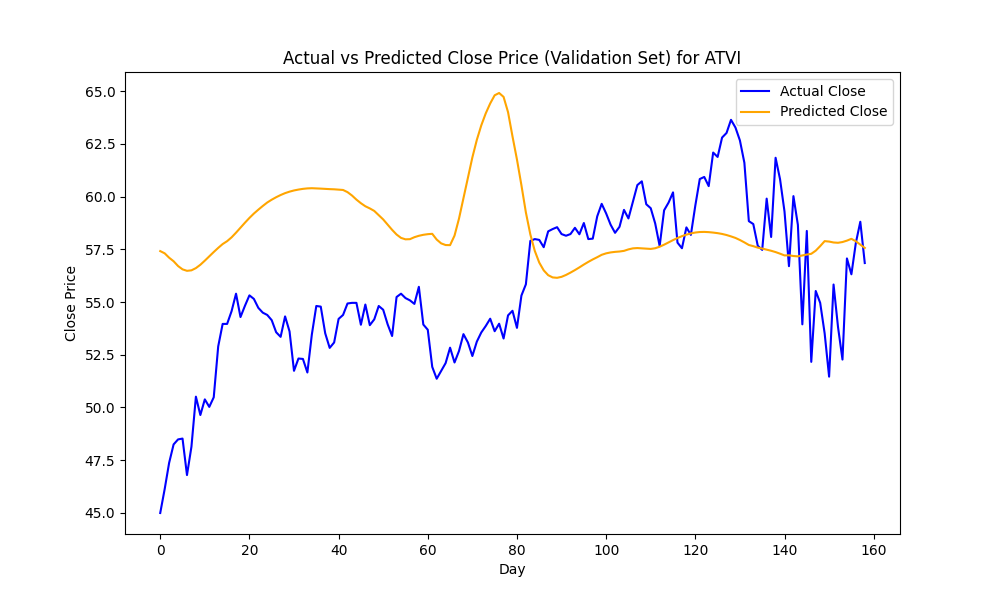 Actual vs Predicted Close Price (Validation Set) for ATVI
Actual Close
Predicted Close
Close Price
65.0
62.5
60.0
57.5
55.0
52.5
50.0
47.5
45.0
0 20 40 60 80 100 120 140 160
Day